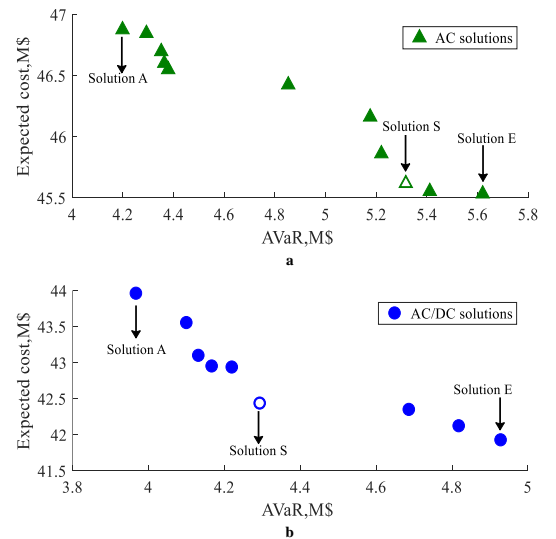 47
46.5
46
45.5
Expected cost,M$
AC solutions
Solution A
Solution S
Solution E
4
4.2
4.4
4.6
4.8
5
5.2
5.4
5.6
5.8
AVaR,M$
a
44
43.5
43
42.5
42
41.5
Expected cost,M$
AC/DC solutions
Solution A
Solution E
Solution S
3.8
4
4.2
4.4
4.6
4.8
5
AVaR,M$
b